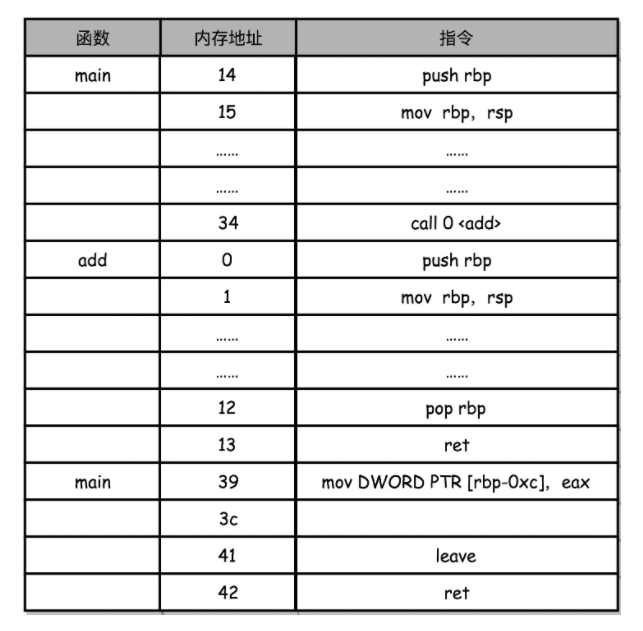 函数 内存地址 指令
main 14 push rbp
15 mov rbp, rsp
...... ......
...... ......
34 call 0 <add>
add 0 push rbp
1 mov rbp, rsp
...... ......
...... ......
12 pop rbp
13 ret
main 39 mov DWORD PTR [rbp-0xc], eax
3c
41 leave
42 ret